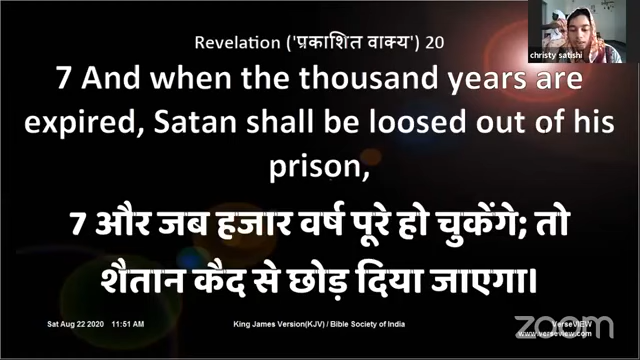 Revelation ('प्रकाशित वाक्य') 20
7 And when the thousand years are
expired, Satan shall be loosed out of his
prison,
7 और जब हजार वर्ष पूरे हो चुकेंगे; तो
शैतान कैद से छोड़ दिया जाएगा।
christy satishi
Sat Aug 22 2020 11:51 AM
King James Version(KJV) / Bible Society of India
VerseVIEW
www.verseview.com
zoom